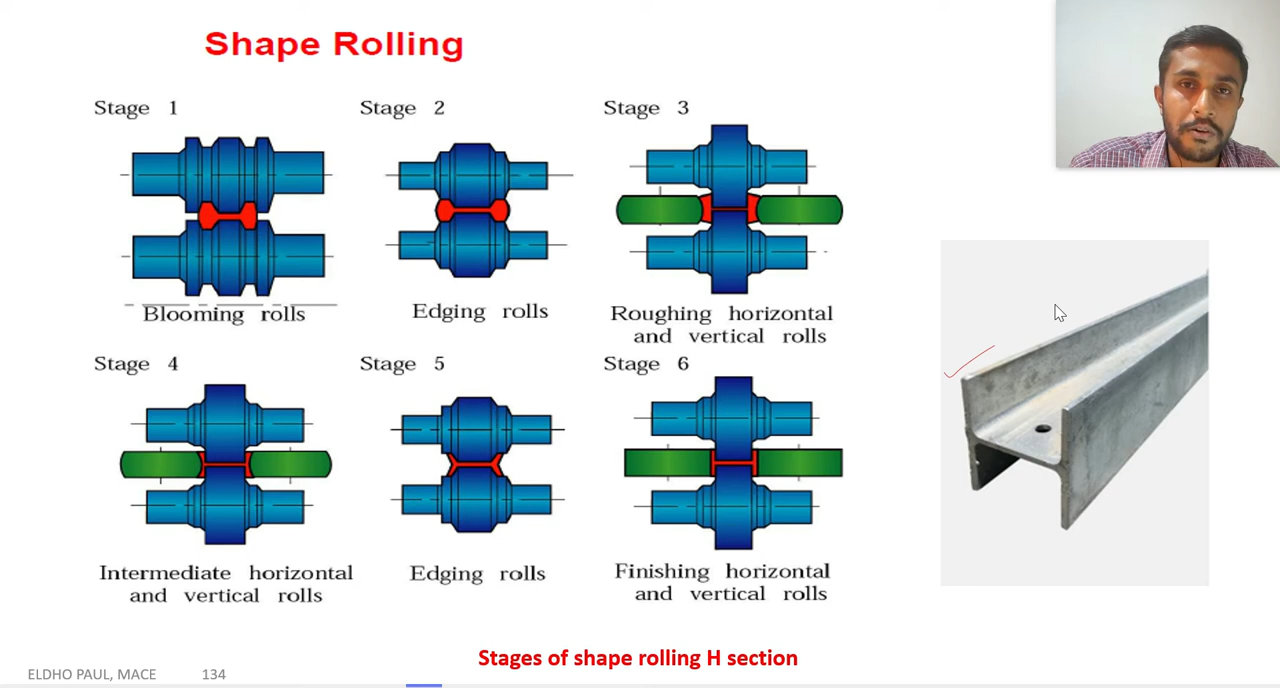 Shape Rolling
Stage 1
Stage 2
Stage 3
Blooming rolls
Edging rolls
Roughing horizontal
and vertical rolls
Stage 4
Stage 5
Stage 6
Intermediate horizontal
and vertical rolls
Edging rolls
Finishing horizontal
and vertical rolls
Stages of shape rolling H section
ELDHO PAUL, MACE
134